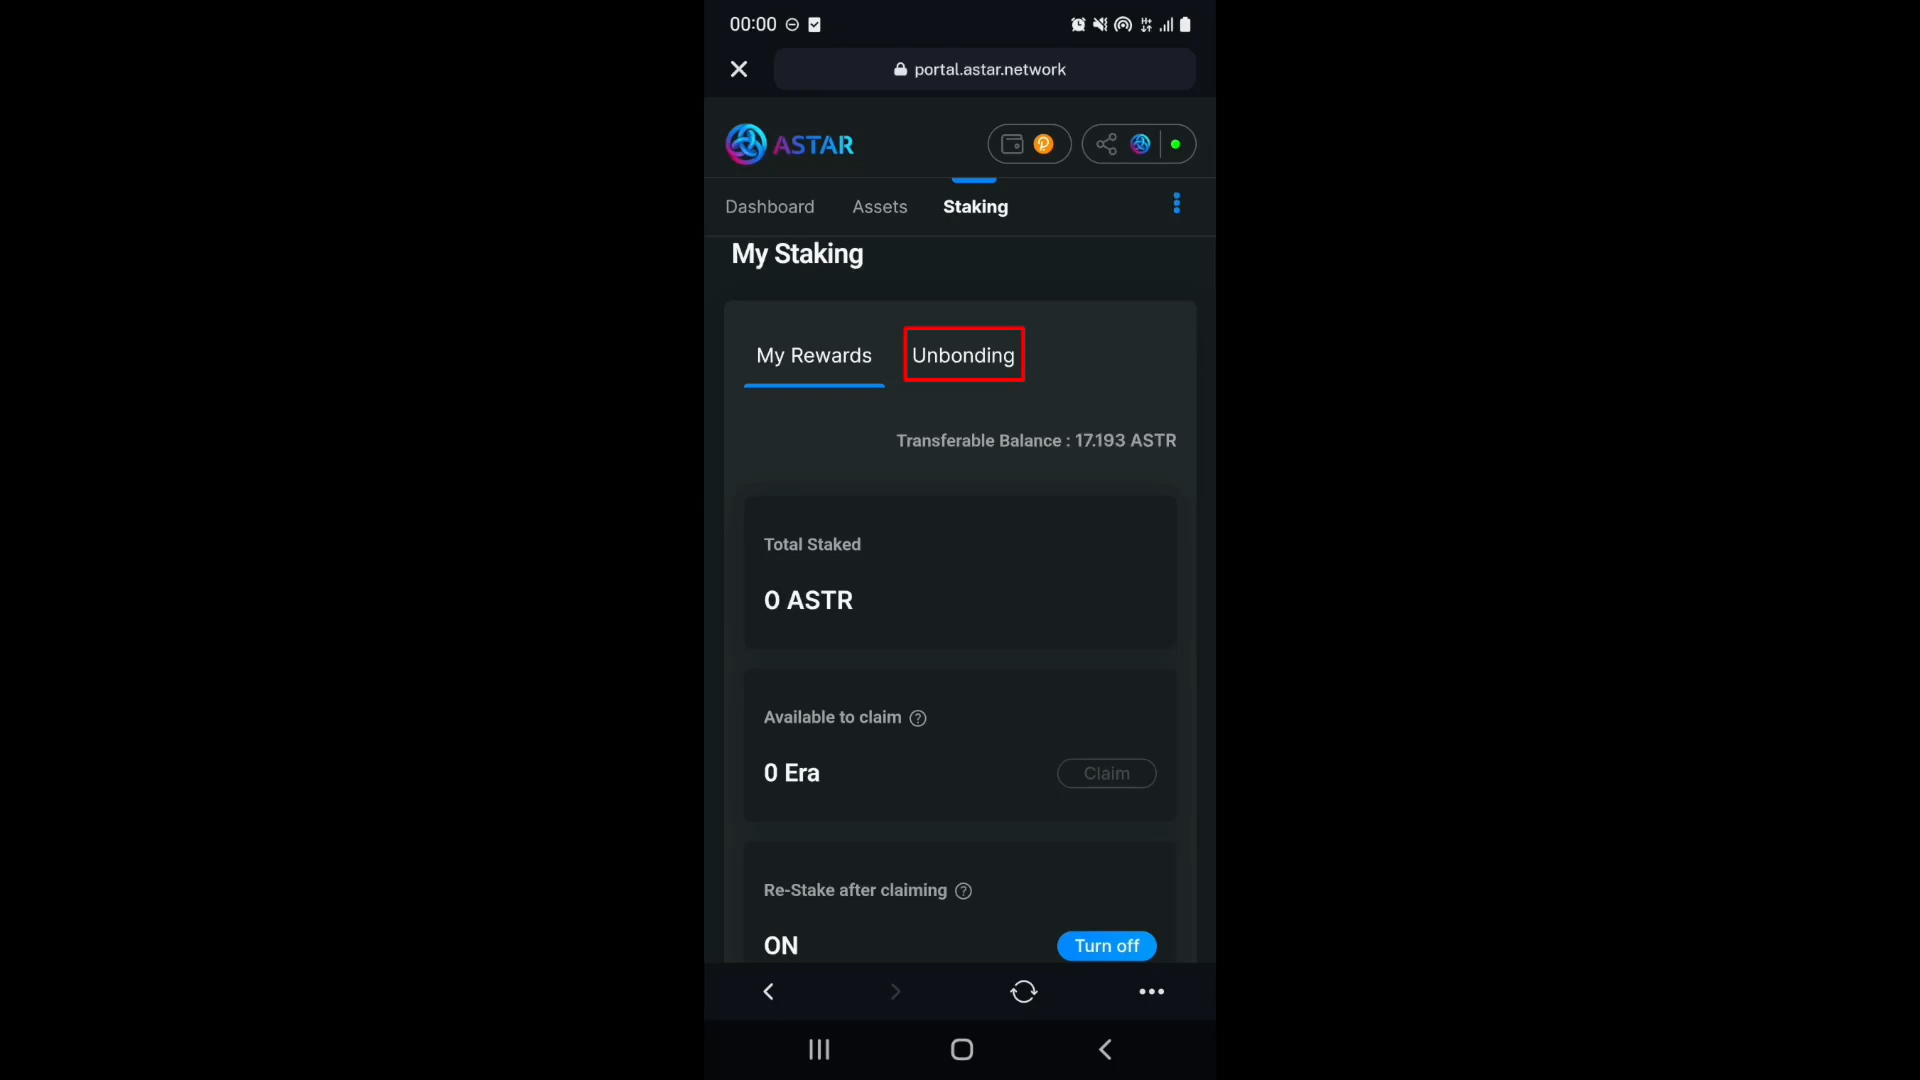 00:00
portal.astar.network
ASTAR
Dashboard Assets Staking
My Staking
My Rewards Unbonding
Transferable Balance : 17.193 ASTR
Total Staked
0 ASTR
Available to claim ?
0 Era Claim
Re-Stake after claiming ?
ON Turn off